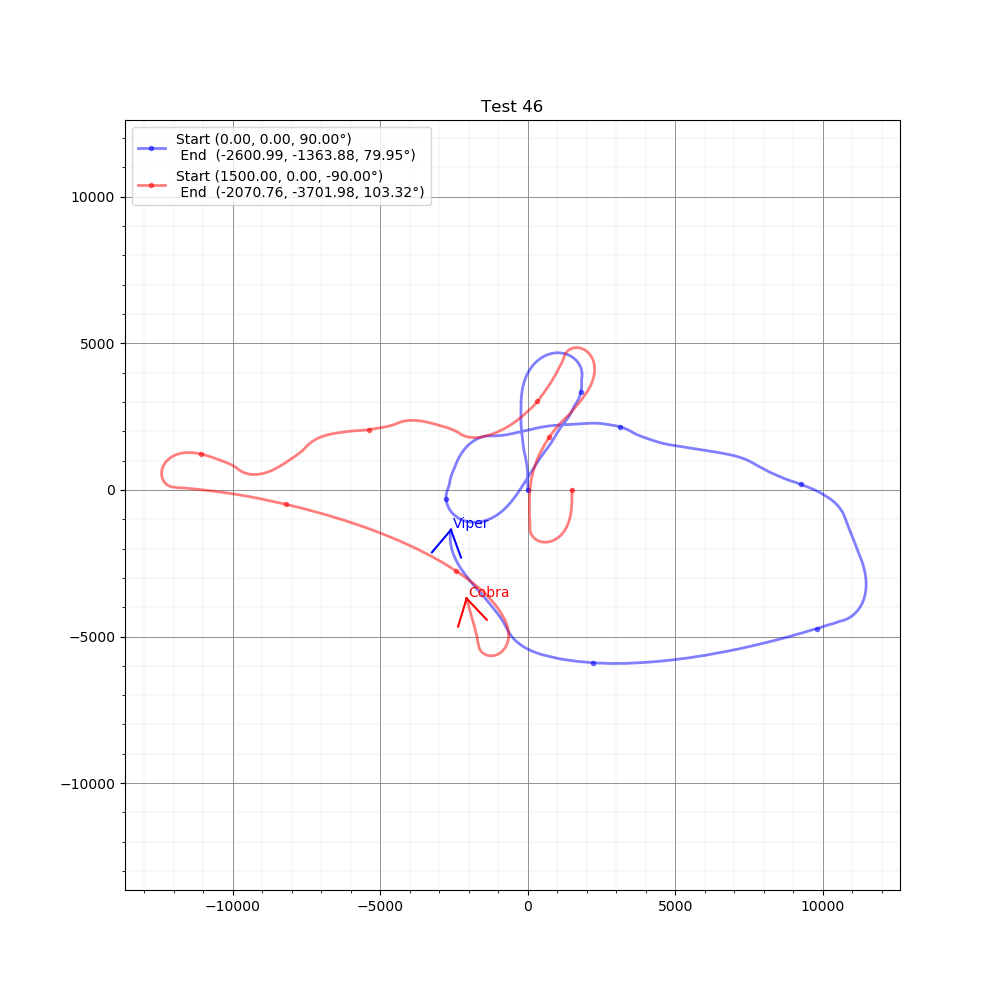 Test 46
Start (0.00, 0.00, 90.00°)
End (-2600.99, -1363.88, 79.95°)
Start (1500.00, 0.00, -90.00°)
End (-2070.76, -3701.98, 103.32°)
10000
5000
0
−5000
−10000
Viper
Cobra
−10000 −5000 0 5000 10000